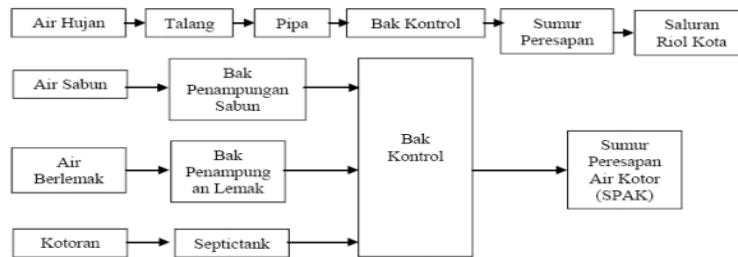 Air Hujan
Talang
Pipa
Bak Kontrol
Sumur
Peresapan
Saluran
Riol Kota
Air Sabun
Bak
Penampungan
Sabun
Air
Berlemak
Bak
Penampung
an Lemak
Kotoran
Septictank
Bak
Kontrol
Sumur
Peresapan
Air Kotor
(SPAK)